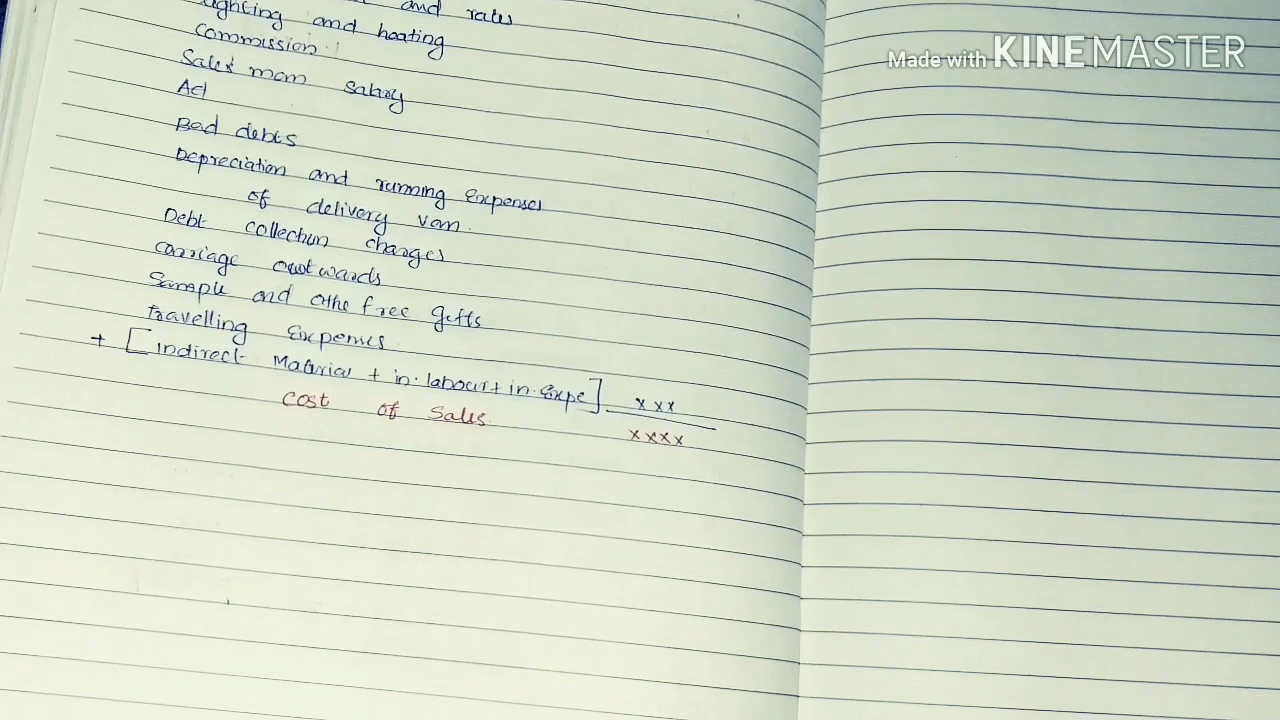 and rates
Lighting and heating
Commission
Sales man salary
Ad
Bad debts
Depreciation and running Expenses
of delivery van.
Debt collection charges
Carriage outwards
Sample and othe free gifts
travelling Expenses
+ [indirect Material + in. labour + in. Expe] xxx
Cost of Sales xxxx
Made with KINEMASTER